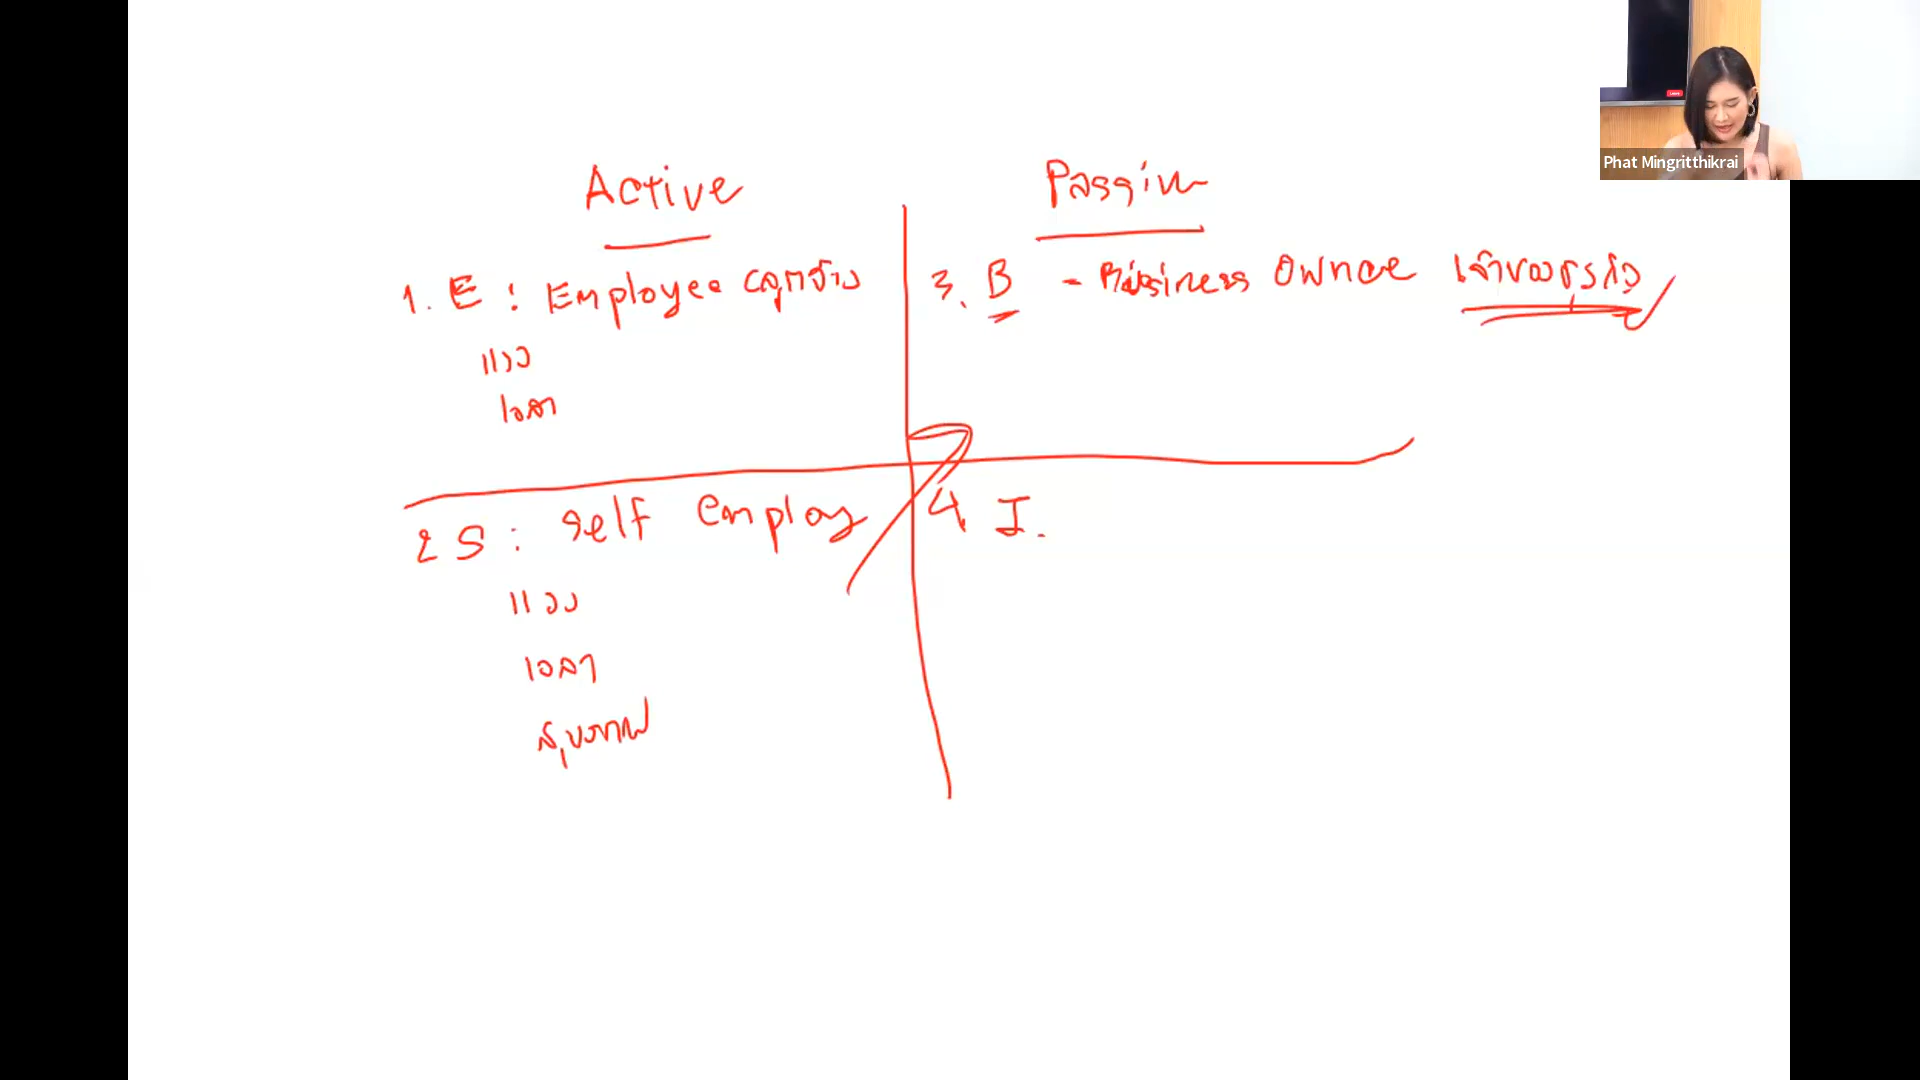 Active
Passive
1. E : Employee ลูกจ้าง
แรง
เวลา
3. B - Business Owner เจ้าของธุรกิจ
2 S : Self employ
แรง
เวลา
สุขภาพ
4. I.
Phat Mingritthikrai